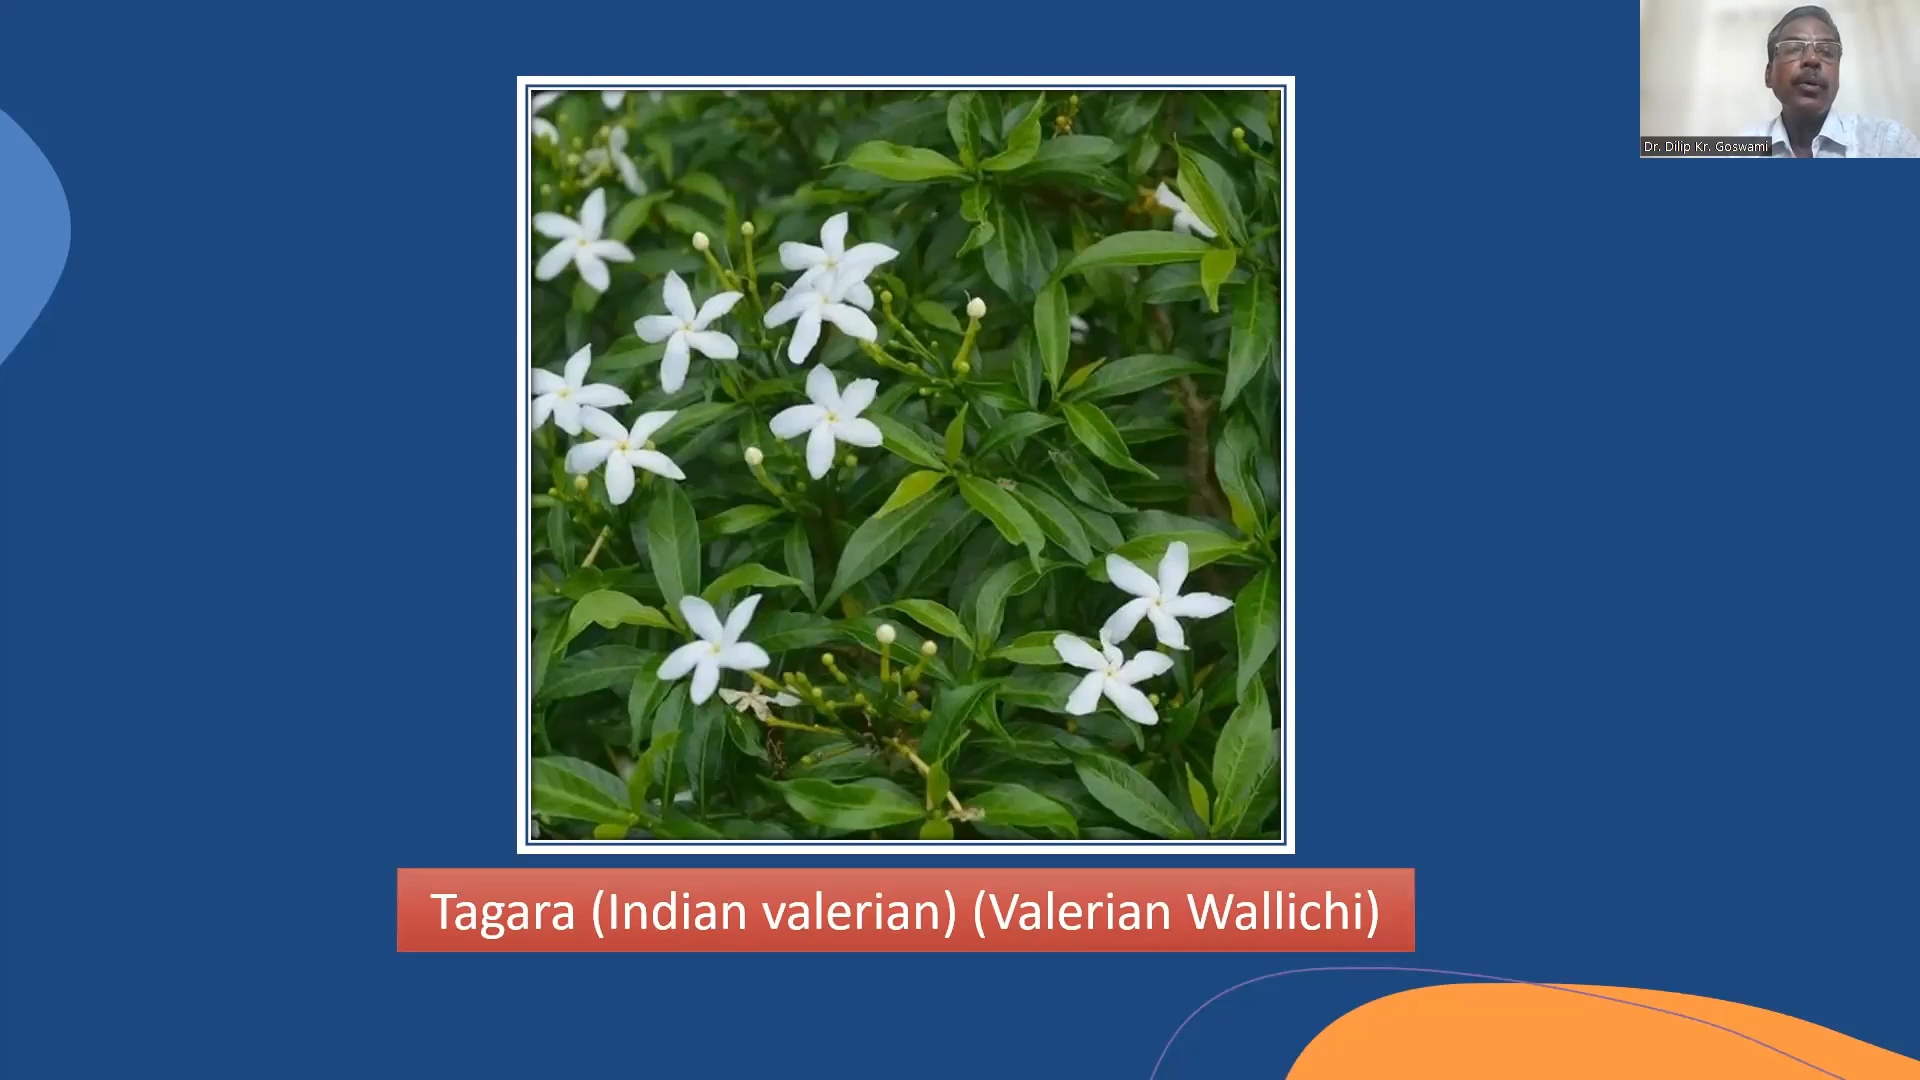 Dr. Dilip Kr. Goswami
Tagara (Indian valerian) (Valerian Wallichi)